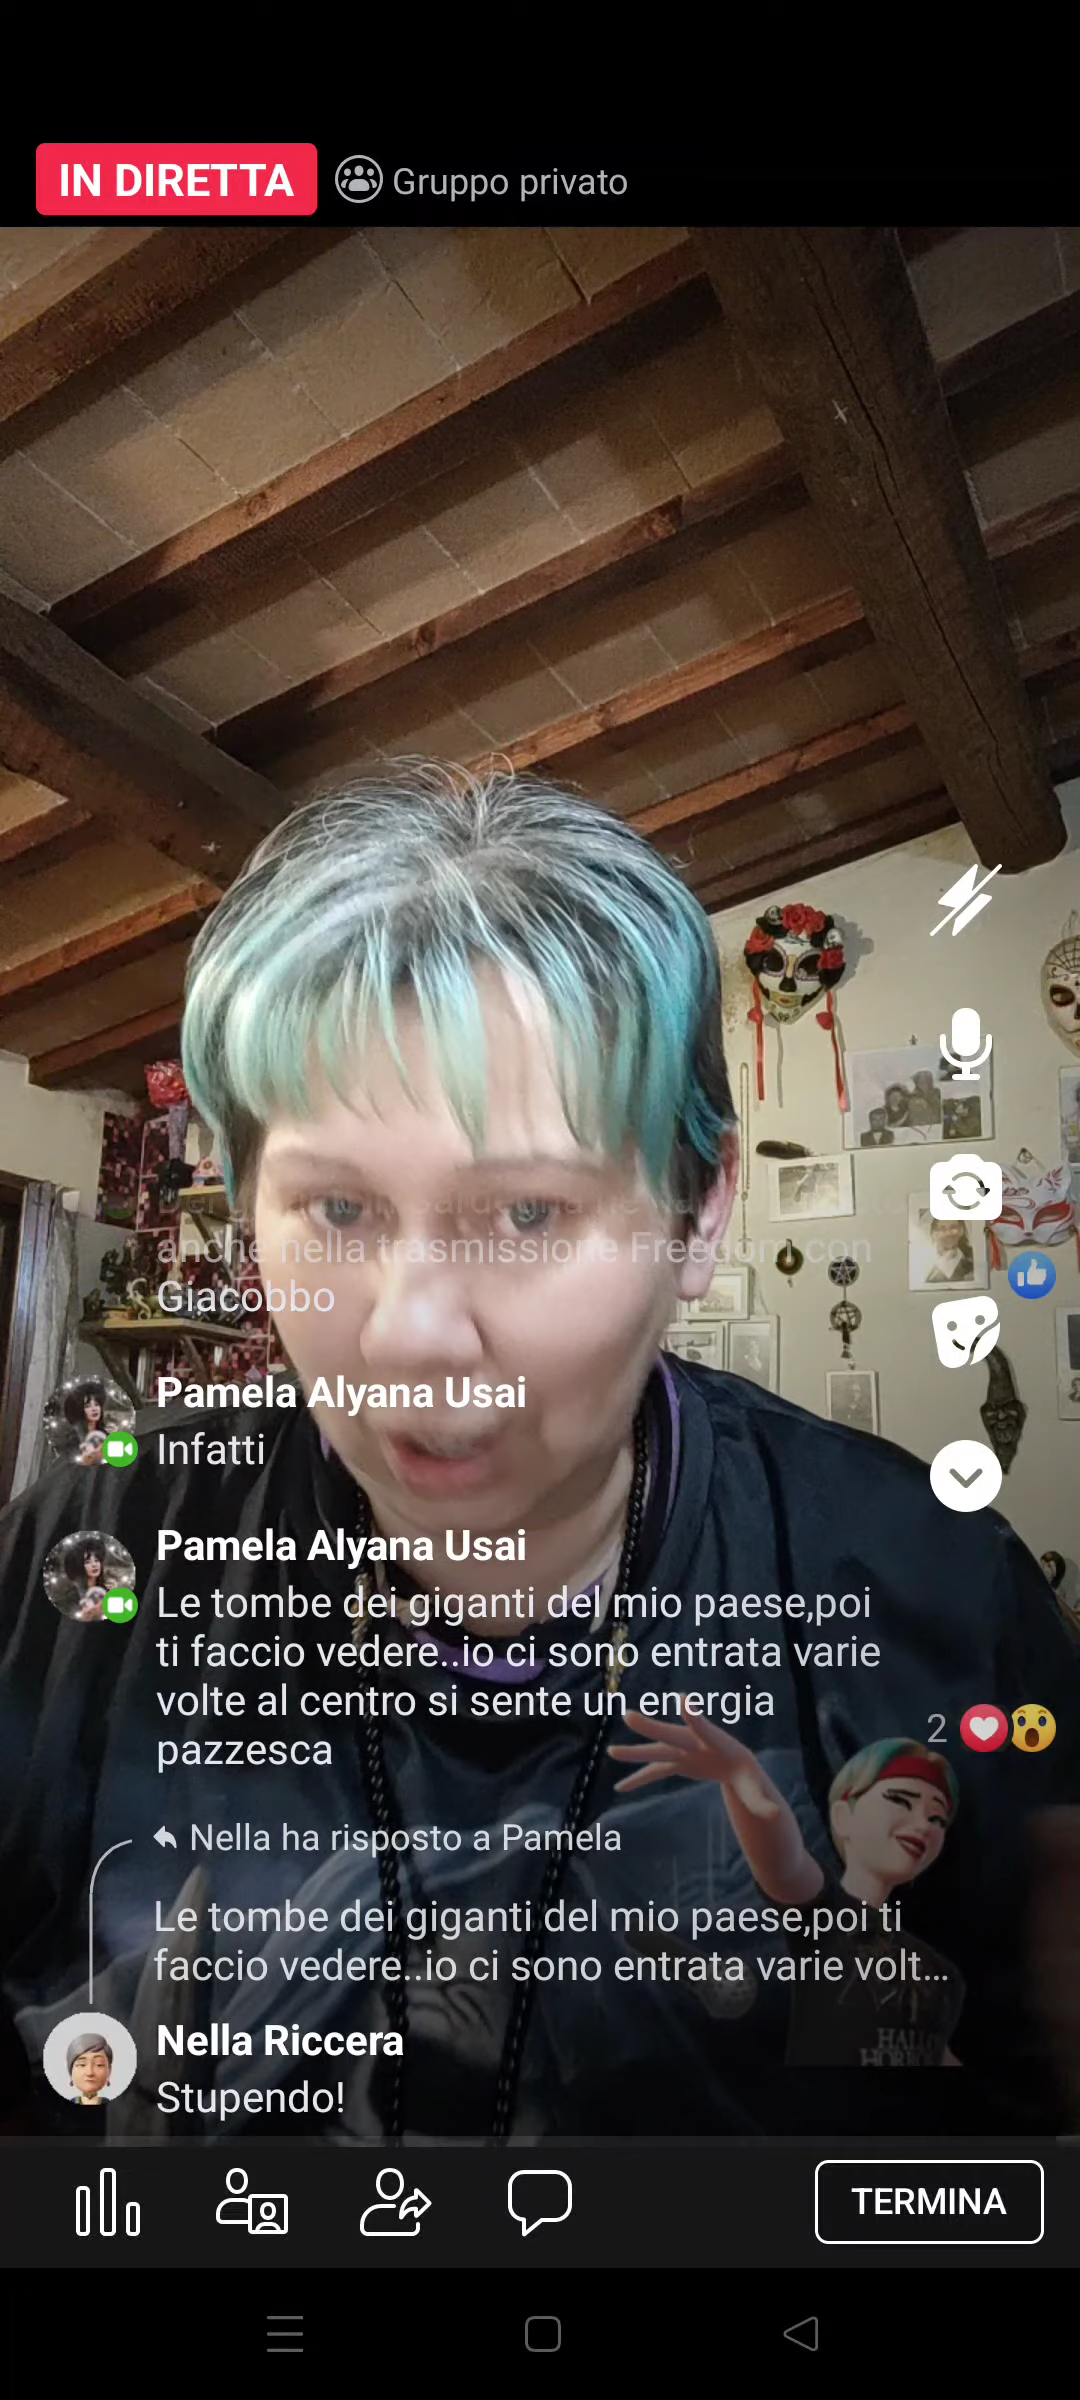 IN DIRETTA
Gruppo privato
anche nella trasmissione Freedom con
Giacobbo
Pamela Alyana Usai
Infatti
Pamela Alyana Usai
Le tombe dei giganti del mio paese,poi
ti faccio vedere..io ci sono entrata varie
volte al centro si sente un energia
pazzesca
2
Nella ha risposto a Pamela
Le tombe dei giganti del mio paese,poi ti
faccio vedere..io ci sono entrata varie volt...
Nella Riccera
Stupendo!
TERMINA